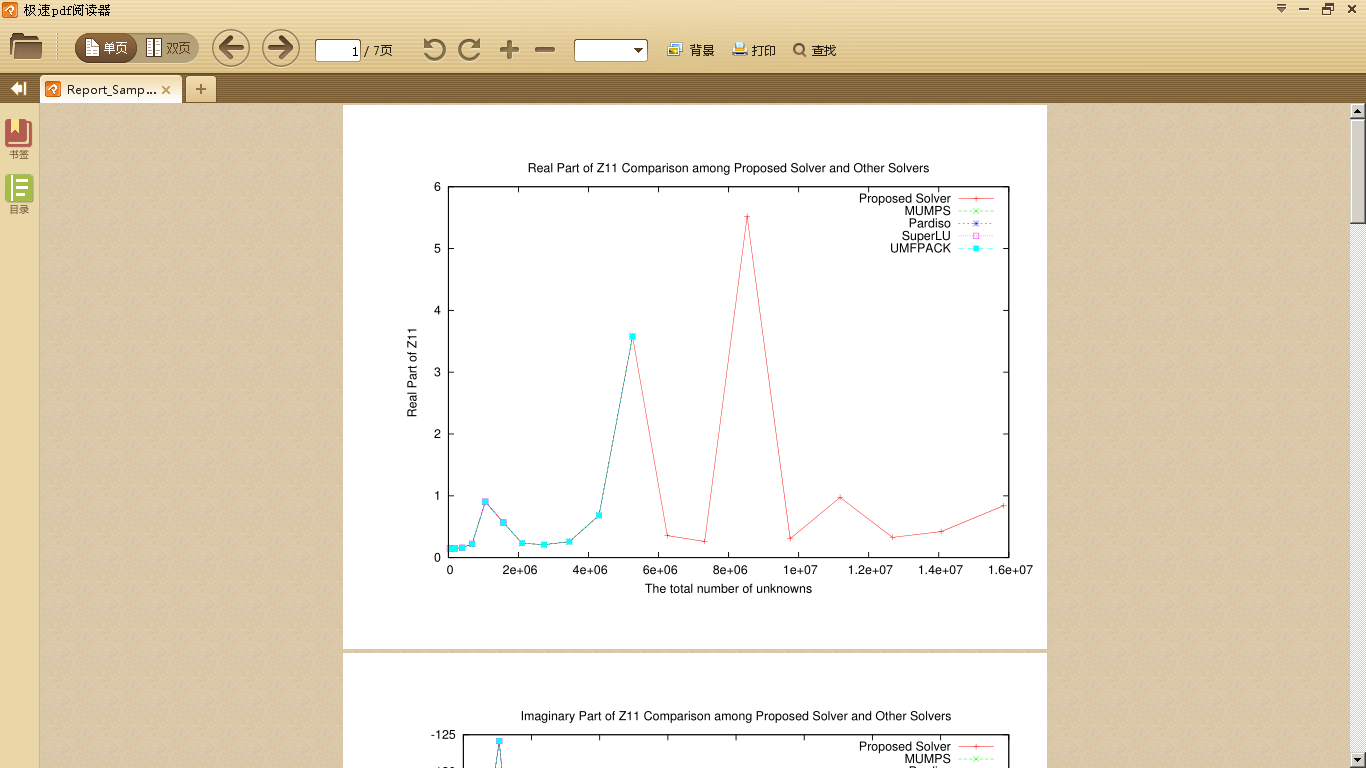 极速pdf阅读器
单页 双页 1 / 7页 背景 打印 查找
Report_Samp...
书签
目录
Real Part of Z11 Comparison among Proposed Solver and Other Solvers
6
5
4
3
2
1
0
Real Part of Z11
Proposed Solver
MUMPS
Pardiso
SuperLU
UMFPACK
0 2e+06 4e+06 6e+06 8e+06 1e+07 1.2e+07 1.4e+07 1.6e+07
The total number of unknowns
Imaginary Part of Z11 Comparison among Proposed Solver and Other Solvers
-125
Proposed Solver
MUMPS